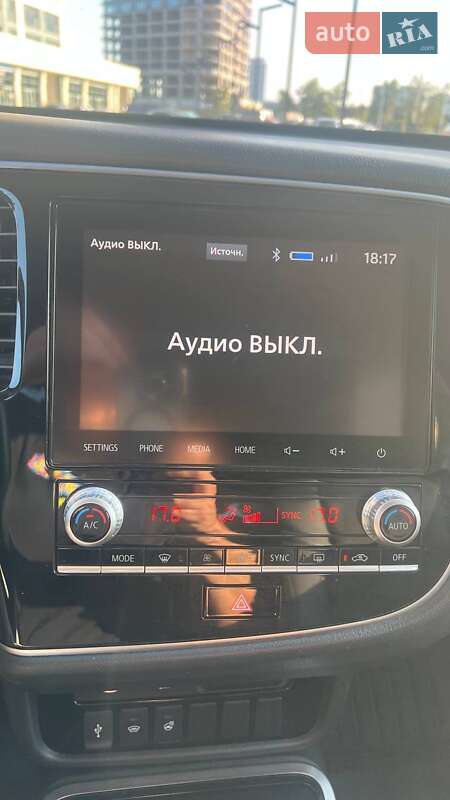 auto RIA .com
Аудио ВЫКЛ.
Источн.
18:17
Аудио ВЫКЛ.
SETTINGS PHONE MEDIA HOME
A/C 17.0 SYNC 17.0 AUTO
MODE SYNC OFF